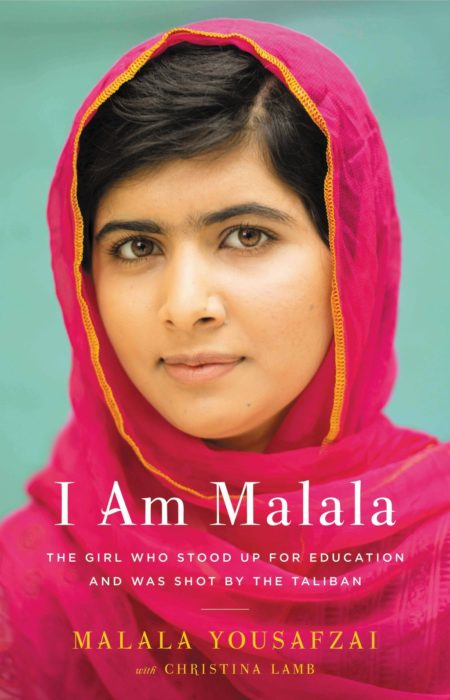 I Am Malala
THE GIRL WHO STOOD UP FOR EDUCATION
AND WAS SHOT BY THE TALIBAN
MALALA YOUSAFZAI
with CHRISTINA LAMB